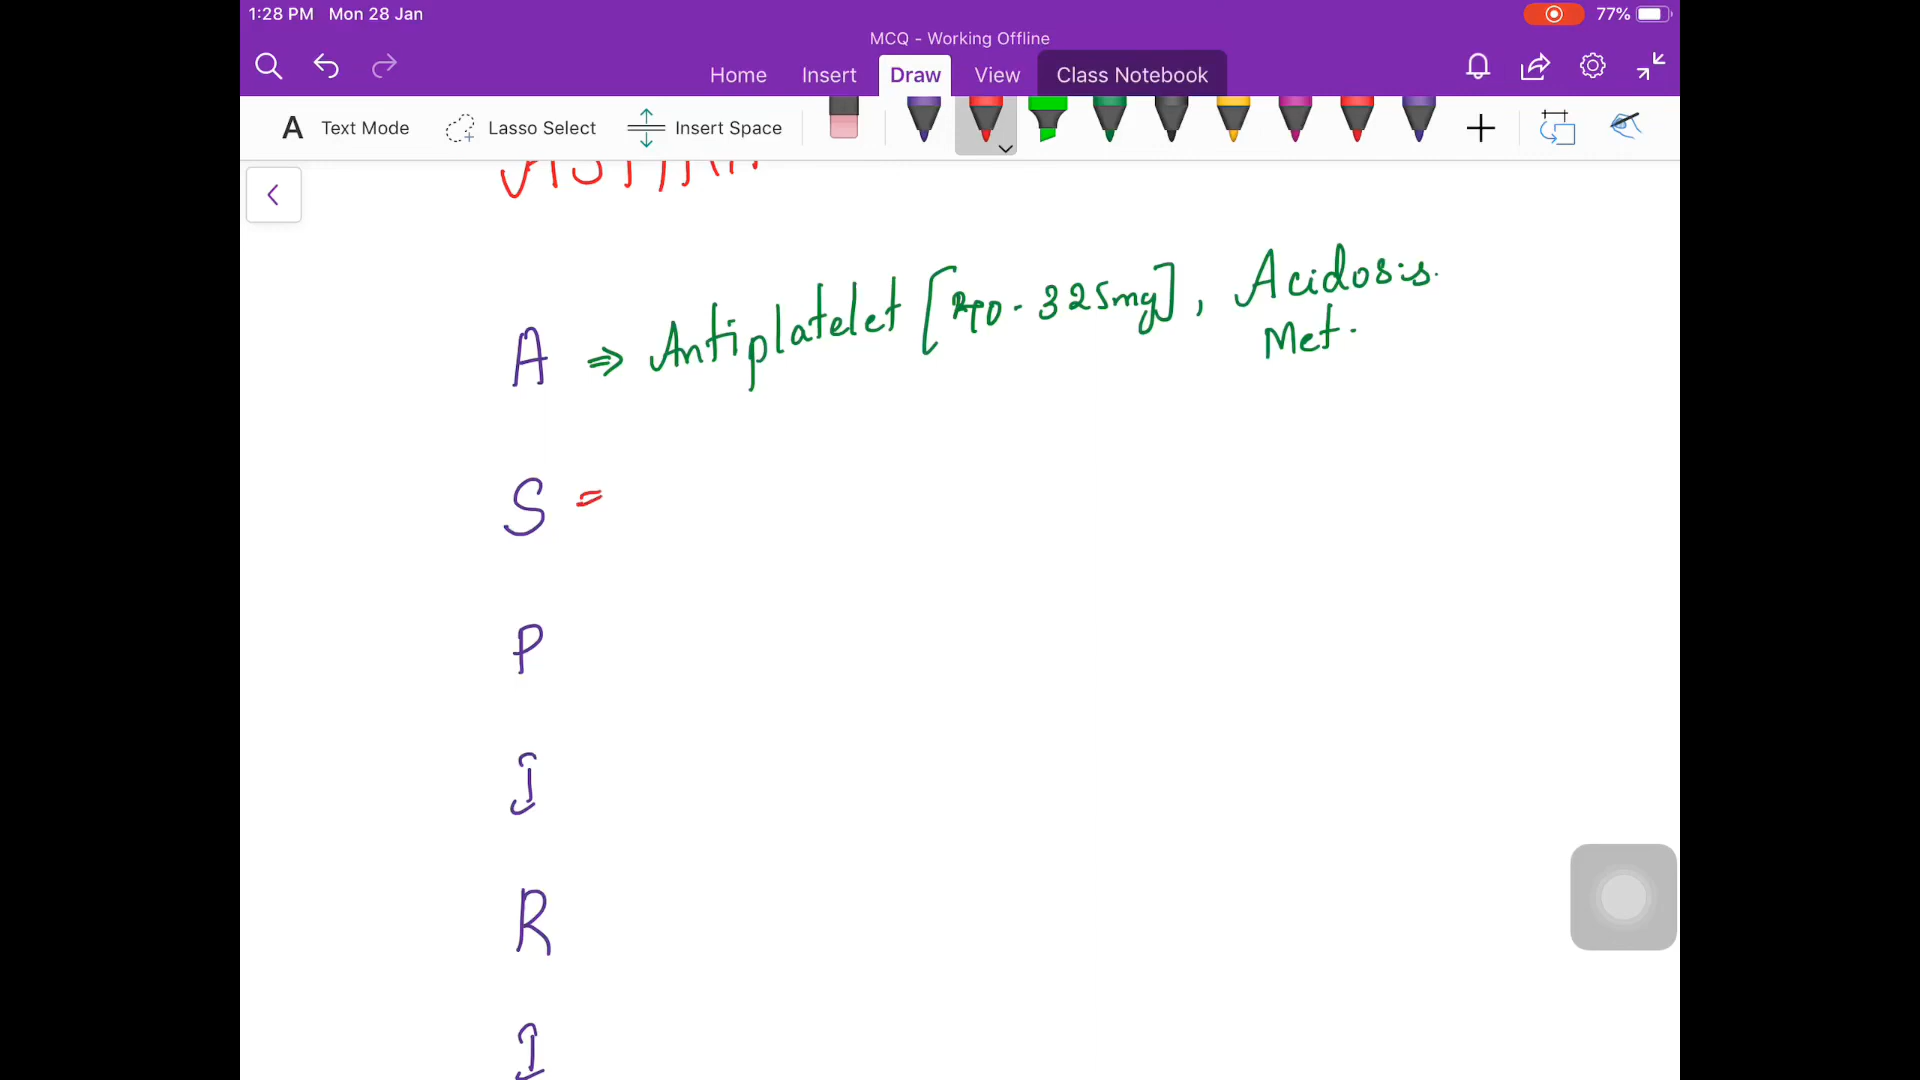 1:28 PM Mon 28 Jan
77%
MCQ - Working Offline
Home Insert Draw View Class Notebook
A Text Mode Lasso Select Insert Space
A ⇒ Antiplatelet [ - 325mg], Acidosis.
Met.
S =
P
I
R
I